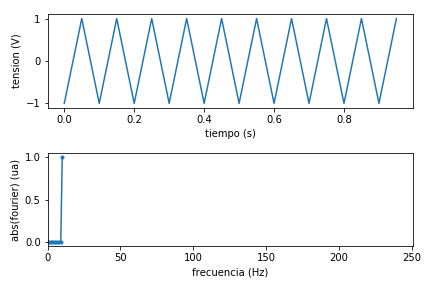 1
0
−1
tension (V)
0.0 0.2 0.4 0.6 0.8
tiempo (s)
1.0
0.5
0.0
abs(fourier) (ua)
0 50 100 150 200 250
frecuencia (Hz)